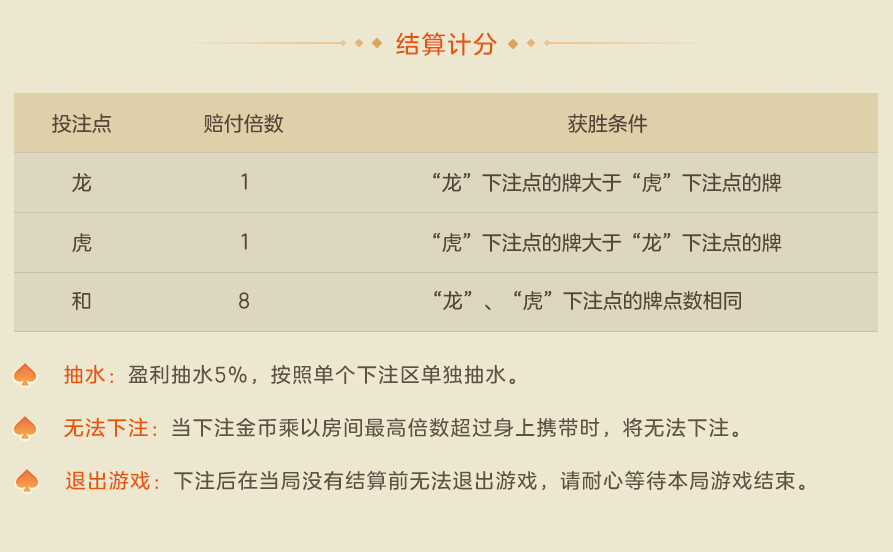 结算计分
投注点 赔付倍数 获胜条件
龙 1 “龙”下注点的牌大于“虎”下注点的牌
虎 1 “虎”下注点的牌大于“龙”下注点的牌
和 8 “龙”、“虎”下注点的牌点数相同
抽水：盈利抽水5%，按照单个下注区单独抽水。
无法下注：当下注金币乘以房间最高倍数超过身上携带时，将无法下注。
退出游戏：下注后在当局没有结算前无法退出游戏，请耐心等待本局游戏结束。